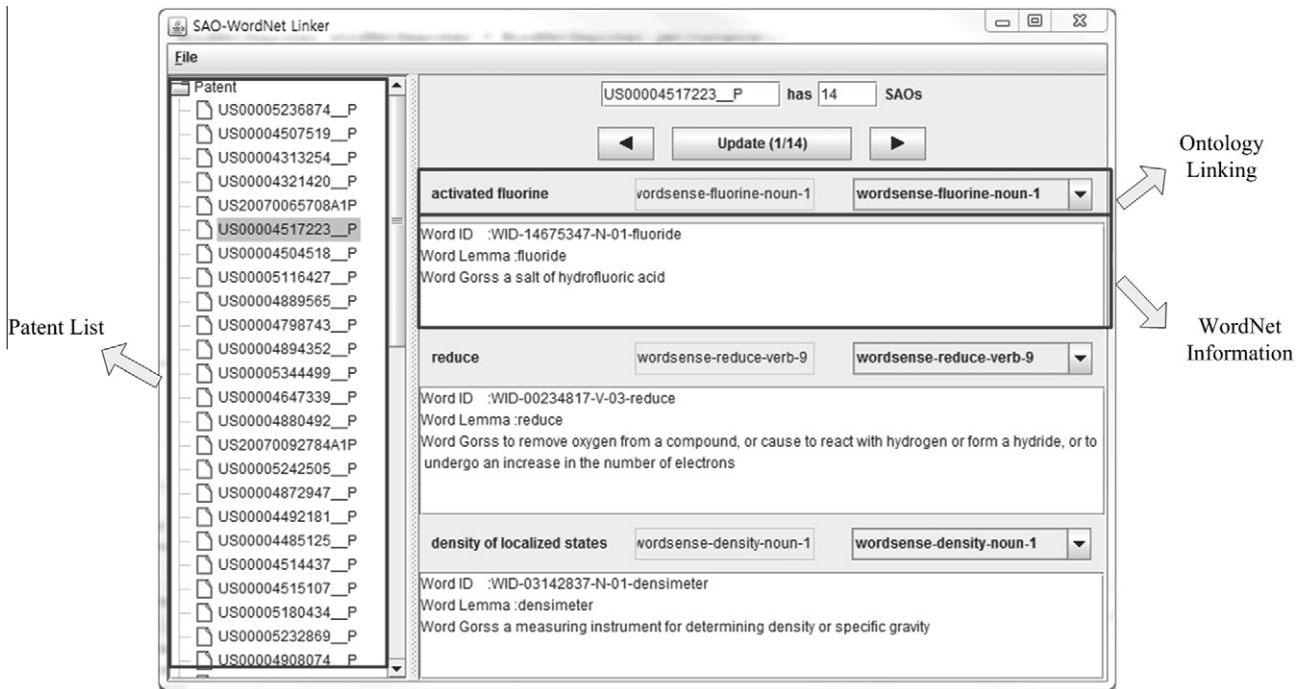 SAO-WordNet Linker
File
Patent
US00005236874__P
US00004507519__P
US00004313254__P
US00004321420__P
US20070065708A1P
US00004517223__P
US00004504518__P
US00005116427__P
US00004889565__P
US00004798743__P
US00004894352__P
US00005344499__P
US00004647339__P
US00004880492__P
US20070092784A1P
US00005242505__P
US00004872947__P
US00004492181__P
US00004485125__P
US00004514437__P
US00004515107__P
US00005180434__P
US00005232869__P
US00004908074__P
US00004517223__P has 14 SAOs
Update (1/14)
activated fluorine wordsense-fluorine-noun-1 wordsense-fluorine-noun-1
Word ID :WID-14675347-N-01-fluoride
Word Lemma :fluoride
Word Gorss a salt of hydrofluoric acid
reduce wordsense-reduce-verb-9 wordsense-reduce-verb-9
Word ID :WID-00234817-V-03-reduce
Word Lemma :reduce
Word Gorss to remove oxygen from a compound, or cause to react with hydrogen or form a hydride, or to
undergo an increase in the number of electrons
density of localized states wordsense-density-noun-1 wordsense-density-noun-1
Word ID :WID-03142837-N-01-densimeter
Word Lemma :densimeter
Word Gorss a measuring instrument for determining density or specific gravity
Patent List
Ontology
Linking
WordNet
Information